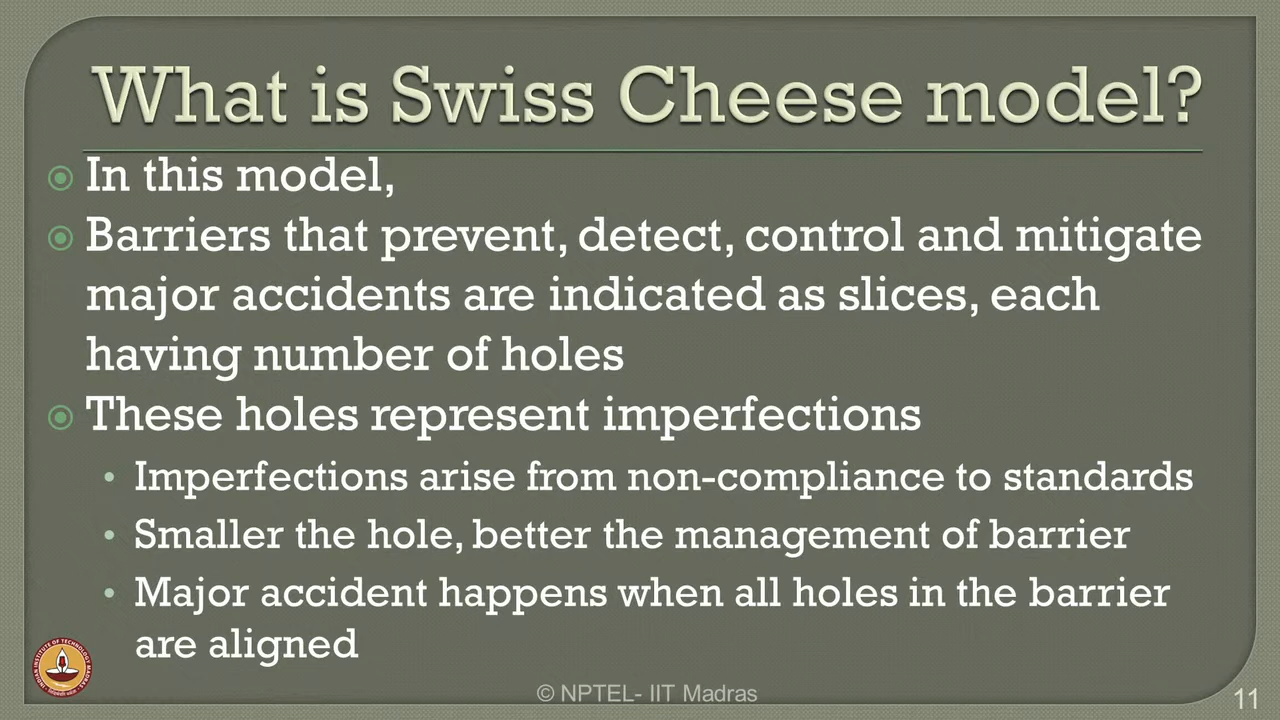 What is Swiss Cheese model?
In this model,
Barriers that prevent, detect, control and mitigate
major accidents are indicated as slices, each
having number of holes
These holes represent imperfections
Imperfections arise from non-compliance to standards
Smaller the hole, better the management of barrier
Major accident happens when all holes in the barrier
are aligned
© NPTEL- IIT Madras
11